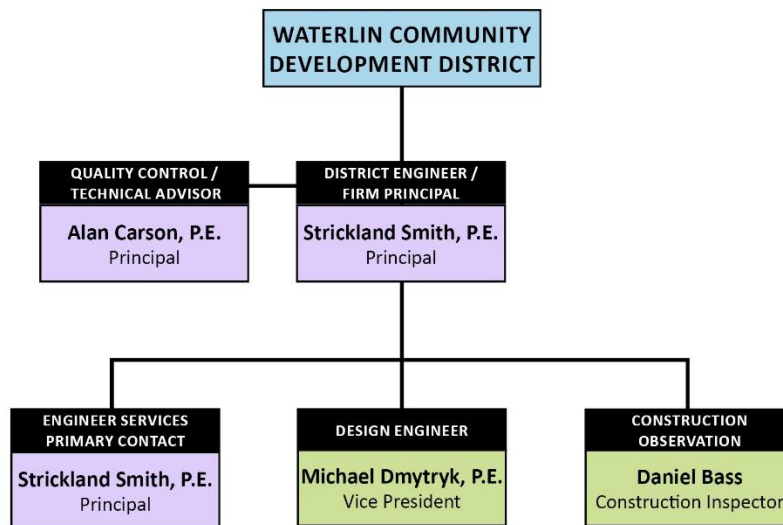 WATERLIN COMMUNITY
DEVELOPMENT DISTRICT
QUALITY CONTROL /
TECHNICAL ADVISOR
Alan Carson, P.E.
Principal
DISTRICT ENGINEER /
FIRM PRINCIPAL
Strickland Smith, P.E.
Principal
ENGINEER SERVICES
PRIMARY CONTACT
Strickland Smith, P.E.
Principal
DESIGN ENGINEER
Michael Dmytryk, P.E.
Vice President
CONSTRUCTION
OBSERVATION
Daniel Bass
Construction Inspector